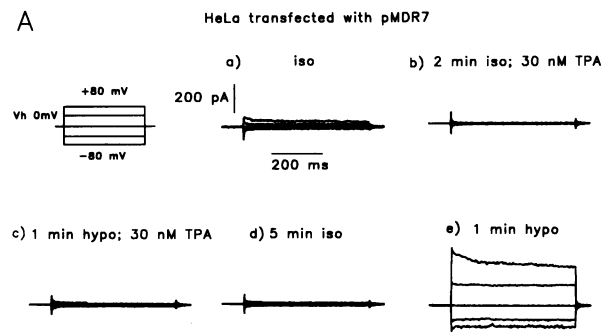 A
HeLa transfected with pMDR7
a) iso
b) 2 min iso; 30 nM TPA
+80 mV
Vh 0mV
-80 mV
200 pA
200 ms
c) 1 min hypo; 30 nM TPA
d) 5 min iso
e) 1 min hypo